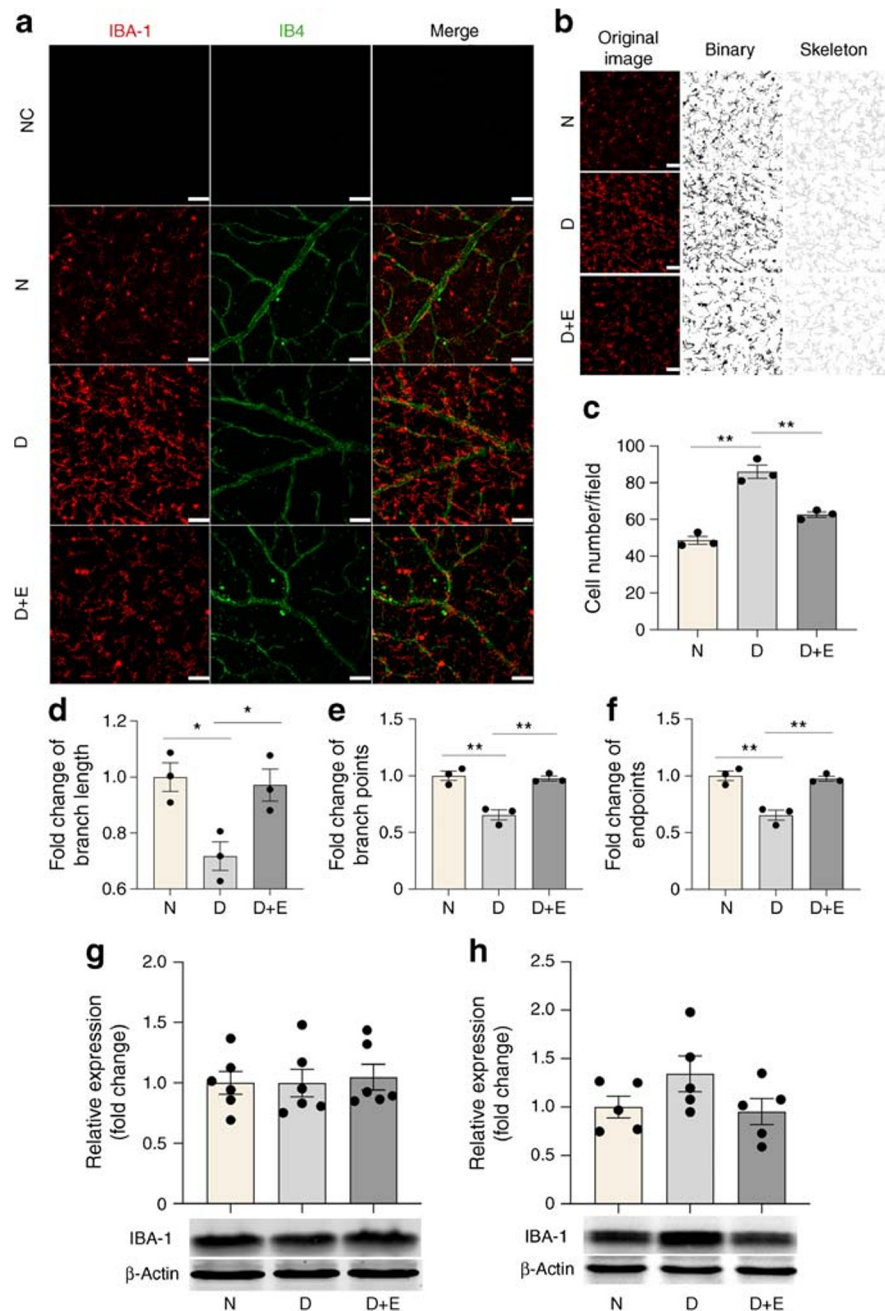 a
IBA-1 IB4 Merge
NC
N
D
D+E
b
Original image Binary Skeleton
N
D
D+E
c
Cell number/field
100
80
60
40
20
0
** **
N D D+E
d
Fold change of
branch length
1.2
1.0
0.8
0.6
* *
N D D+E
e
Fold change of
branch points
1.5
1.0
0.5
0
** **
N D D+E
f
Fold change of
endpoints
1.5
1.0
0.5
0
** **
N D D+E
g
Relative expression
(fold change)
2.0
1.5
1.0
0.5
0
N D D+E
IBA-1
β-Actin
N D D+E
h
Relative expression
(fold change)
2.5
2.0
1.5
1.0
0.5
0
N D D+E
IBA-1
β-Actin
N D D+E